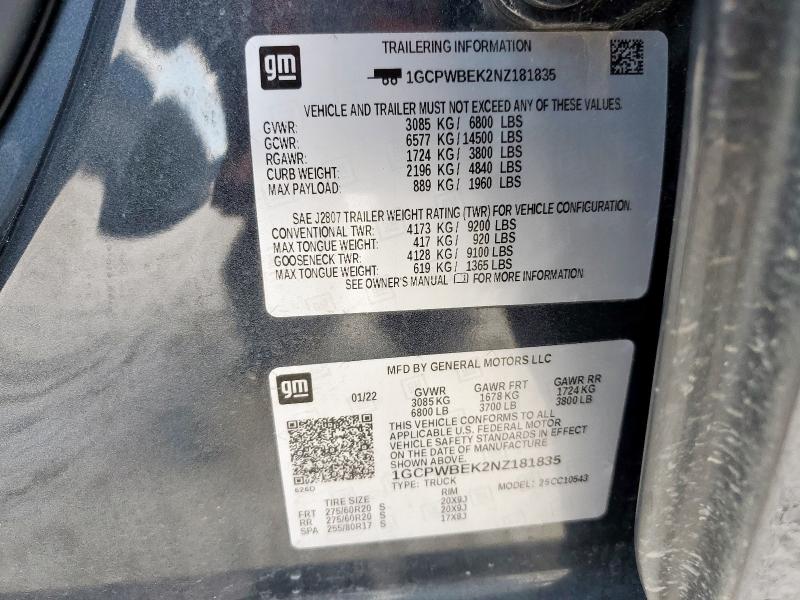 gm
TRAILERING INFORMATION
1GCPWBEK2NZ181835
VEHICLE AND TRAILER MUST NOT EXCEED ANY OF THESE VALUES.
GVWR: 3085 KG/ 6800 LBS
GCWR: 6577 KG/14500 LBS
RGAWR: 1724 KG/ 3800 LBS
CURB WEIGHT: 2196 KG/ 4840 LBS
MAX PAYLOAD: 889 KG/ 1960 LBS
SAE J2807 TRAILER WEIGHT RATING (TWR) FOR VEHICLE CONFIGURATION.
CONVENTIONAL TWR: 4173 KG/ 9200 LBS
MAX TONGUE WEIGHT: 417 KG/ 920 LBS
GOOSENECK TWR: 4128 KG/ 9100 LBS
MAX TONGUE WEIGHT: 619 KG/ 1365 LBS
SEE OWNER'S MANUAL FOR MORE INFORMATION
gm
MFD BY GENERAL MOTORS LLC
01/22
GVWR GAWR FRT GAWR RR
3085 KG 1678 KG 1724 KG
6800 LB 3700 LB 3800 LB
THIS VEHICLE CONFORMS TO ALL
APPLICABLE U.S. FEDERAL MOTOR
VEHICLE SAFETY STANDARDS IN EFFECT
ON THE DATE OF MANUFACTURE
SHOWN ABOVE.
1GCPWBEK2NZ181835
TYPE: TRUCK MODEL:
TIRE SIZE RIM
FRT 275/60R20 S 20X9J
RR 275/60R20 S 20X9J
SPA 255/80R17 S 17X8J